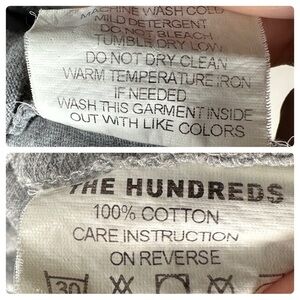 MACHINE WASH COLD
MILD DETERGENT
DO NOT BLEACH
TUMBLE DRY LOW
DO NOT DRY CLEAN
WARM TEMPERATURE IRON
IF NEEDED
WASH THIS GARMENT INSIDE
OUT WITH LIKE COLORS
THE HUNDREDS
100% COTTON
CARE INSTRUCTION
ON REVERSE
30